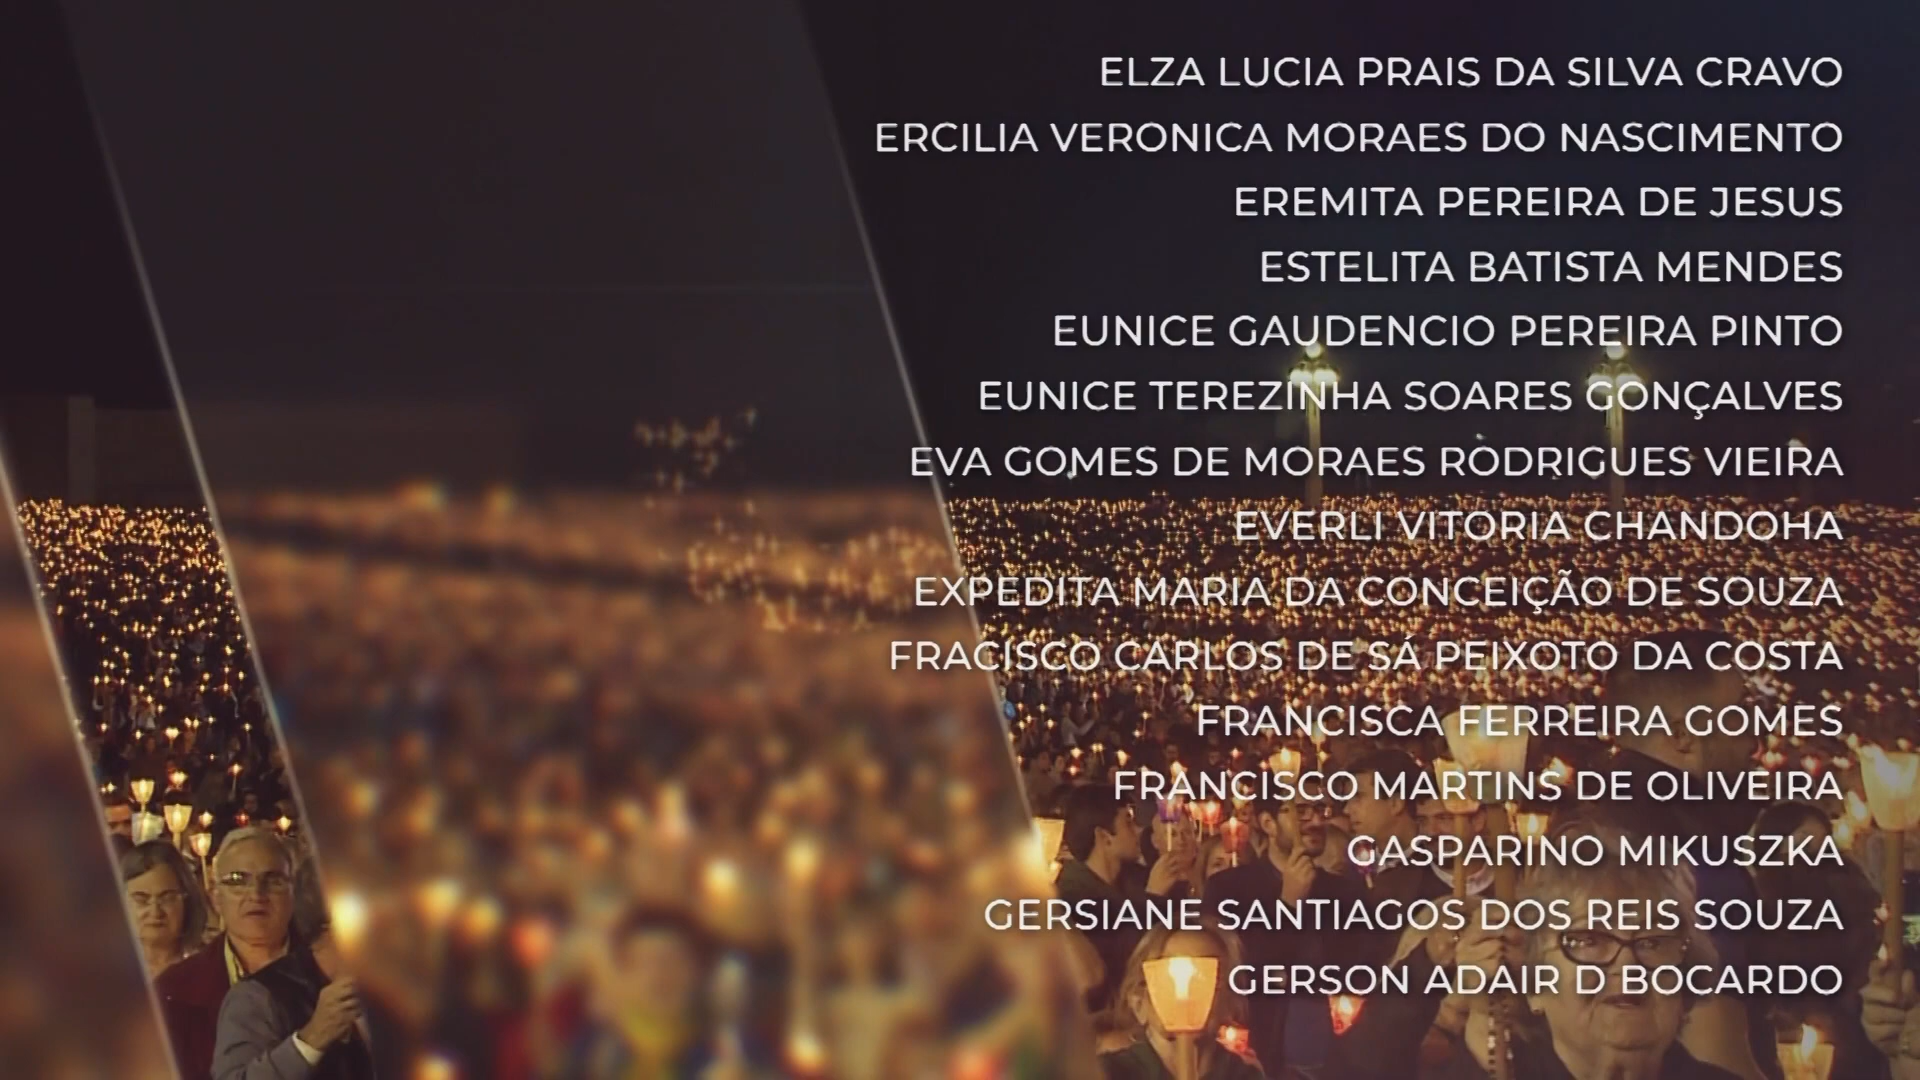 ELZA LUCIA PRAIS DA SILVA CRAVO
ERCILIA VERONICA MORAES DO NASCIMENTO
EREMITA PEREIRA DE JESUS
ESTELITA BATISTA MENDES
EUNICE GAUDENCIO PEREIRA PINTO
EUNICE TEREZINHA SOARES GONÇALVES
EVA GOMES DE MORAES RODRIGUES VIEIRA
EVERLI VITORIA CHANDOHA
EXPEDITA MARIA DA CONCEIÇÃO DE SOUZA
FRACISCO CARLOS DE SÁ PEIXOTO DA COSTA
FRANCISCA FERREIRA GOMES
FRANCISCO MARTINS DE OLIVEIRA
GASPARINO MIKUSZKA
GERSIANE SANTIAGOS DOS REIS SOUZA
GERSON ADAIR D BOCARDO